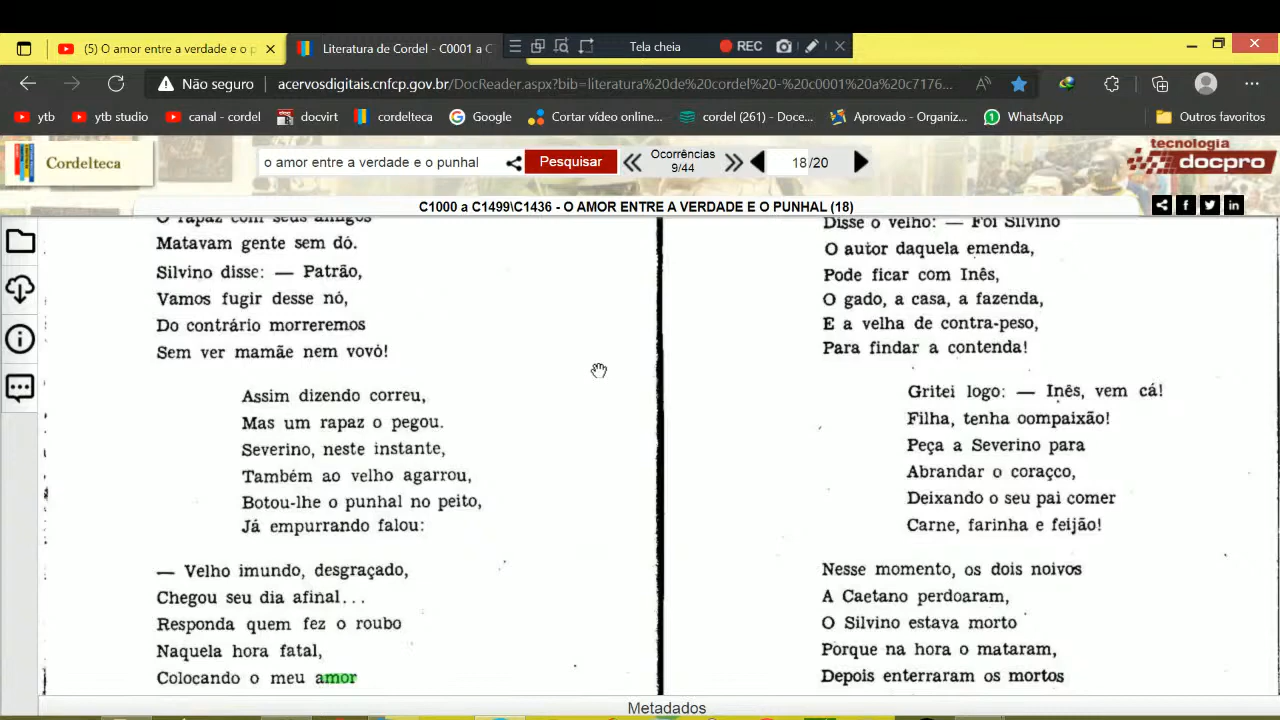 (5) O amor entre a verdade e o p
Literatura de Cordel - C0001 a C
Tela cheia
REC
Não seguro
acervosdigitais.cnfcp.gov.br/DocReader.aspx?bib=literatura%20de%20cordel%20-%20c0001%20a%20c7176...
ytb
ytb studio
canal - cordel
docvirt
cordelteca
Google
Cortar vídeo online...
cordel (261) - Doce...
Aprovado - Organiz...
WhatsApp
Outros favoritos
Cordelteca
o amor entre a verdade e o punhal
Pesquisar
Ocorrências
9/44
18/20
tecnologia
docpro
C1000 a C1499\C1436 - O AMOR ENTRE A VERDADE E O PUNHAL (18)
O rapaz com seus amigos
Matavam gente sem dó.
Silvino disse: — Patrão,
Vamos fugir desse nó,
Do contrário morreremos
Sem ver mamãe nem vovó!
Assim dizendo correu,
Mas um rapaz o pegou.
Severino, neste instante,
Também ao velho agarrou,
Botou-lhe o punhal no peito,
Já empurrando falou:
— Velho imundo, desgraçado,
Chegou seu dia afinal...
Responda quem fez o roubo
Naquela hora fatal,
Colocando o meu amor
Disse o velho: — Foi Silvino
O autor daquela emenda,
Pode ficar com Inês,
O gado, a casa, a fazenda,
E a velha de contra-peso,
Para findar a contenda!
Gritei logo: — Inês, vem cá!
Filha, tenha oompaixão!
Peça a Severino para
Abrandar o coraçco,
Deixando o seu pai comer
Carne, farinha e feijão!
Nesse momento, os dois noivos
A Caetano perdoaram,
O Silvino estava morto
Porque na hora o mataram,
Depois enterraram os mortos
Metadados